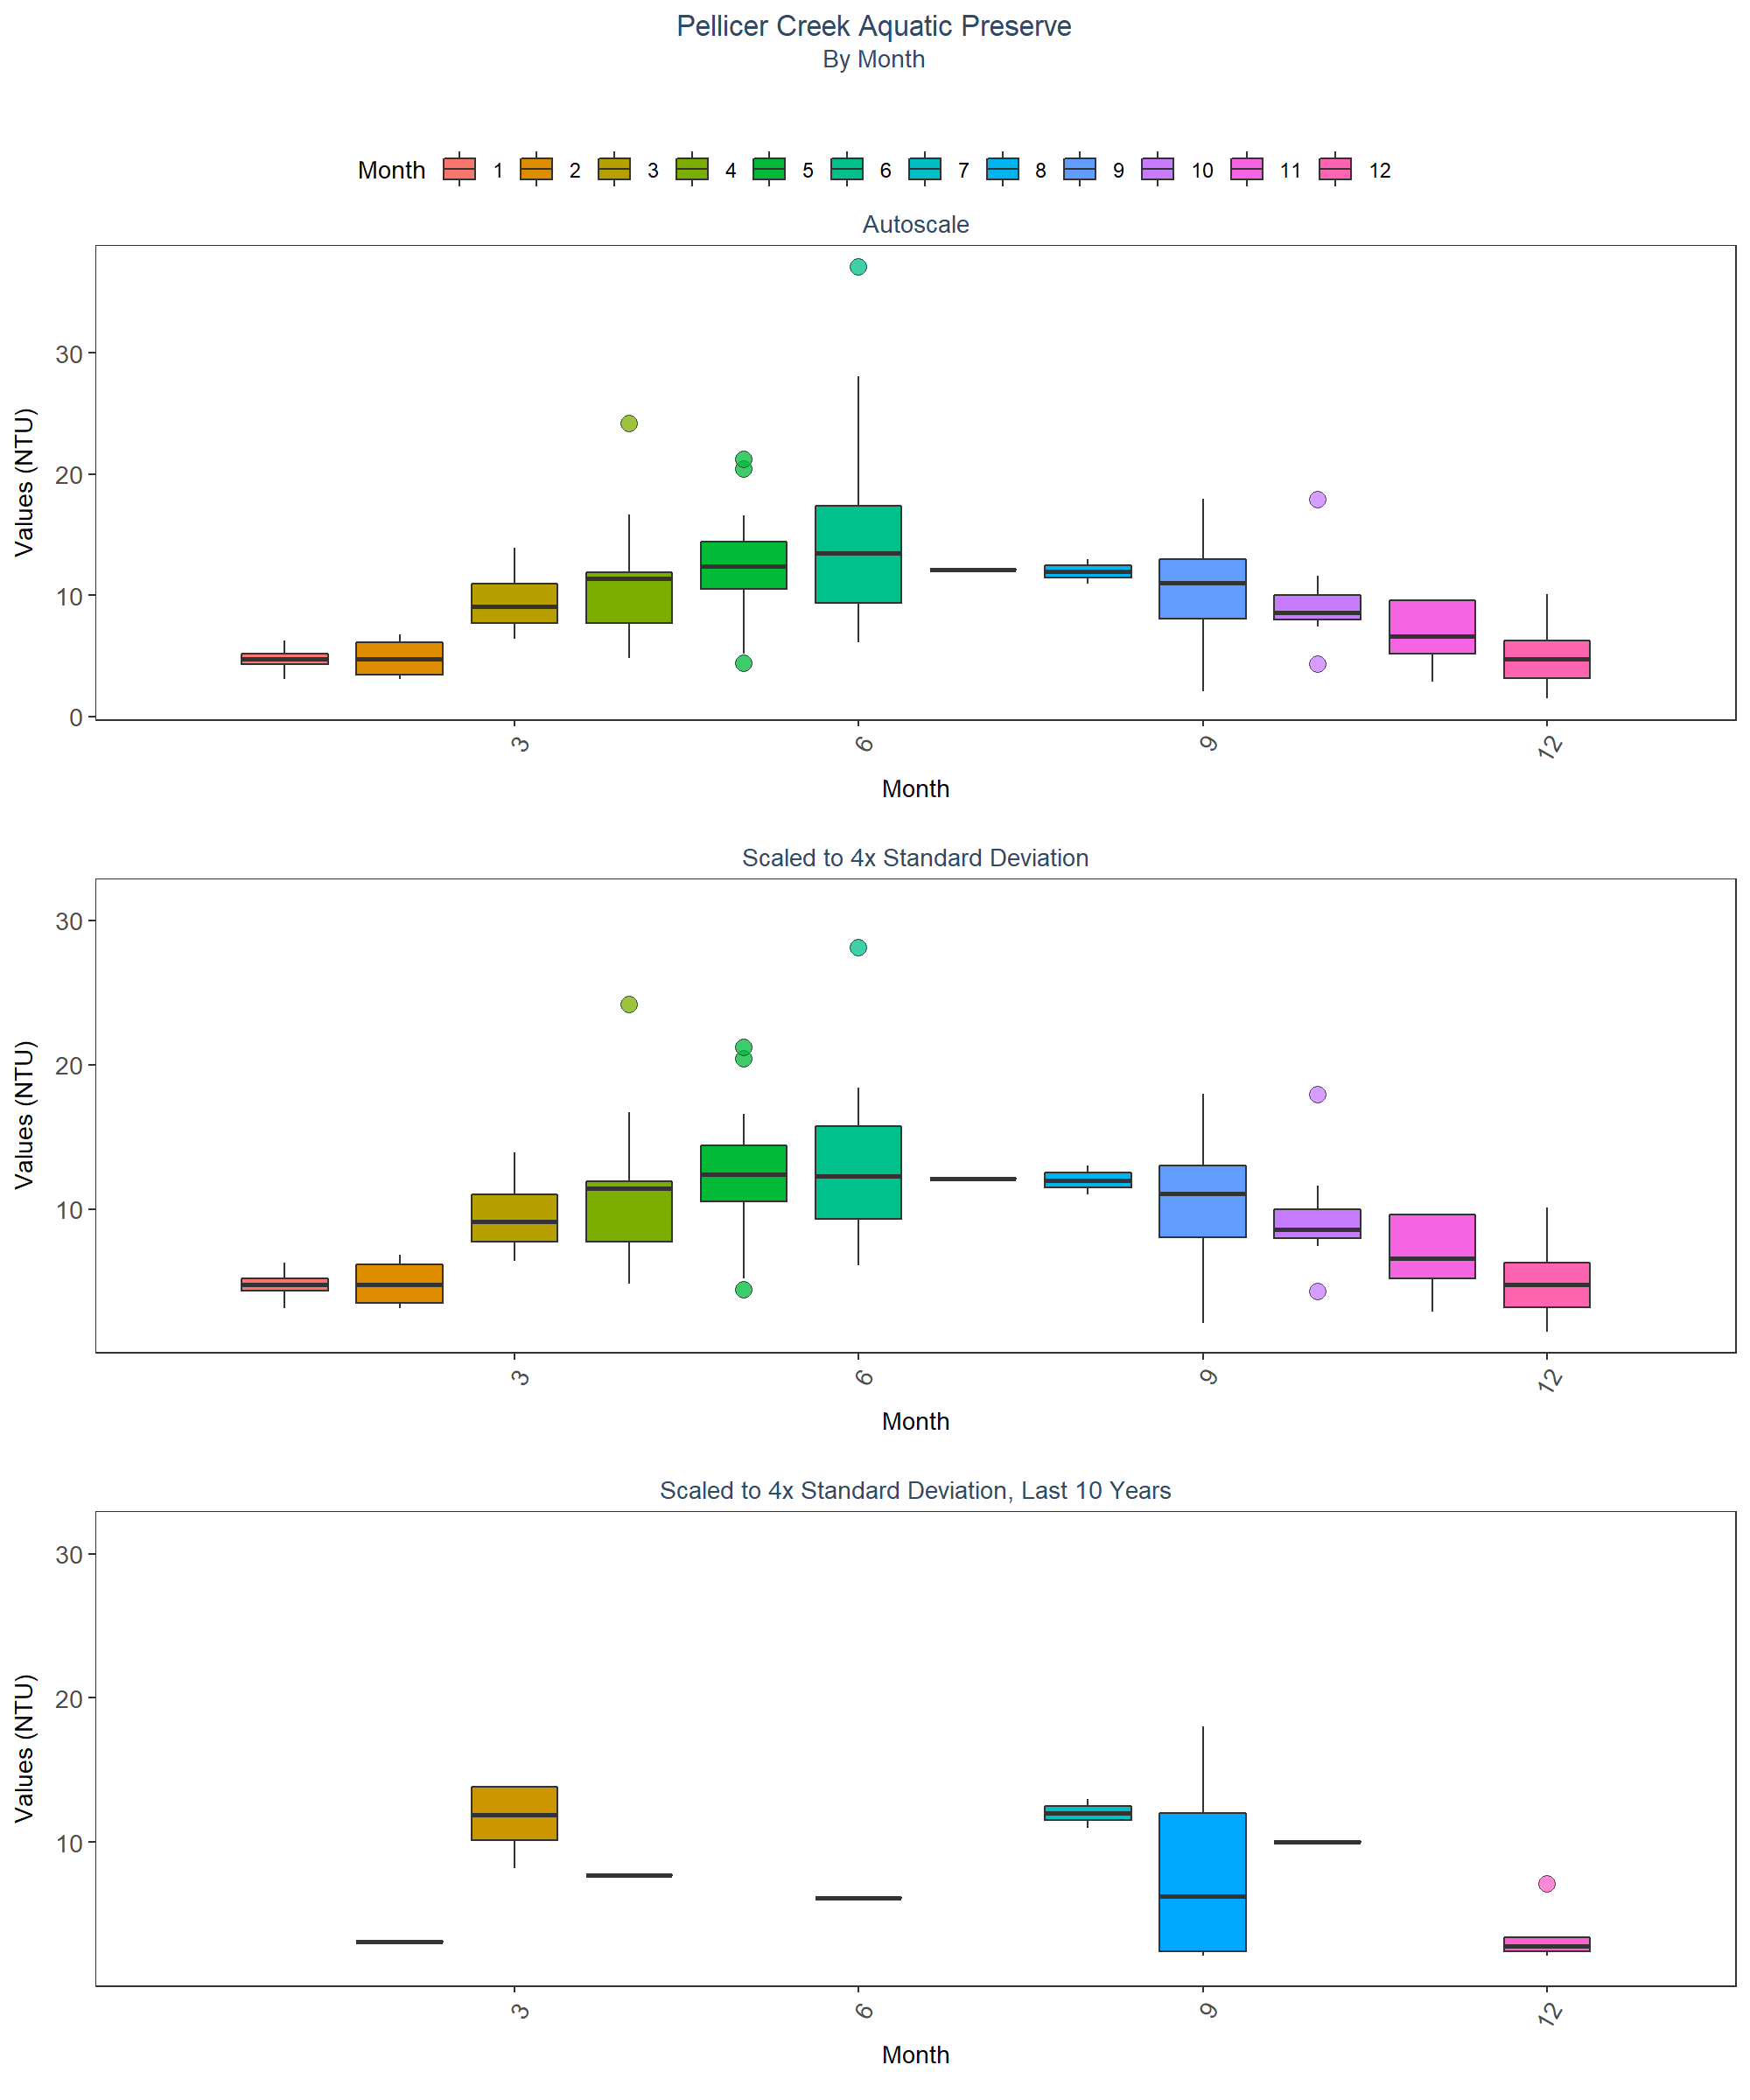 Pellicer Creek Aquatic Preserve
By Month
Month 1 2 3 4 5 6 7 8 9 10 11 12
Autoscale
Values (NTU)
30
20
10
0
3 6 9 12
Month
Scaled to 4x Standard Deviation
Values (NTU)
30
20
10
3 6 9 12
Month
Scaled to 4x Standard Deviation, Last 10 Years
Values (NTU)
30
20
10
3 6 9 12
Month